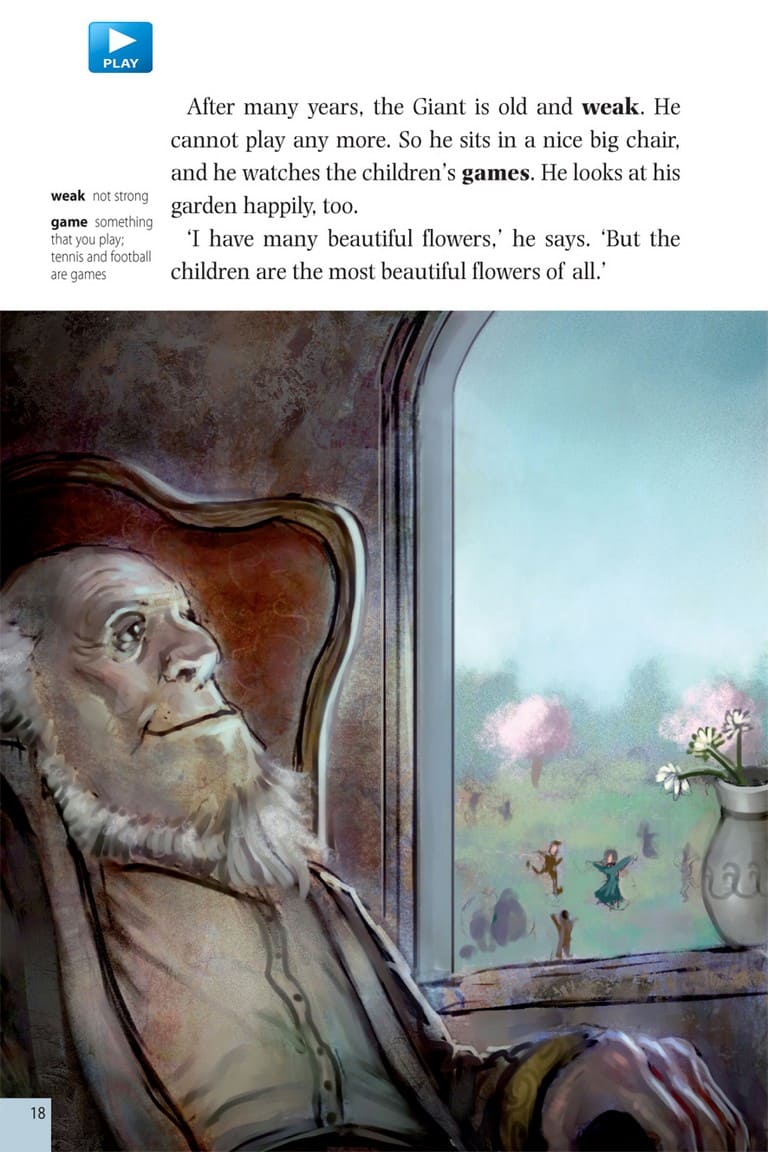 PLAY
After many years, the Giant is old and weak. He
cannot play any more. So he sits in a nice big chair,
and he watches the children’s games. He looks at his
garden happily, too.
‘I have many beautiful flowers,’ he says. ‘But the
children are the most beautiful flowers of all.’
weak not strong
game something
that you play;
tennis and football
are games
18